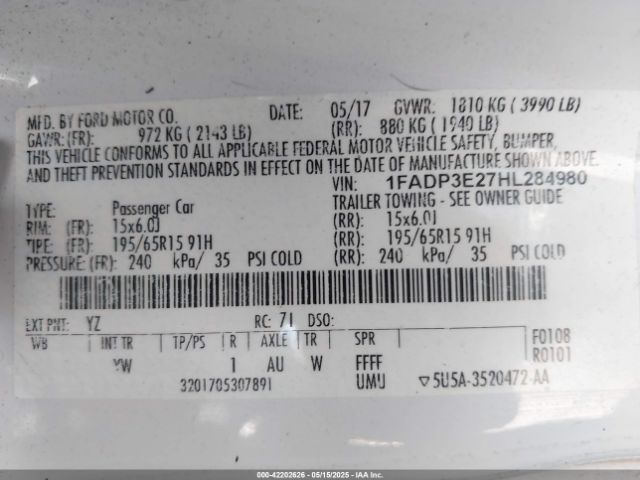 MFD. BY FORD MOTOR CO. DATE: 05/17 GVWR: 1810 KG ( 3990 LB)
GAWR: (FR): 972 KG ( 2143 LB) (RR): 880 KG ( 1940 LB)
THIS VEHICLE CONFORMS TO ALL APPLICABLE FEDERAL MOTOR VEHICLE SAFETY, BUMPER,
AND THEFT PREVENTION STANDARDS IN EFFECT ON THE DATE OF MANUFACTURE SHOWN ABOVE.
VIN: 1FADP3E27HL284980
TYPE: Passenger Car TRAILER TOWING - SEE OWNER GUIDE
RIM: (FR): 15x6.0J (RR): 15x6.0J
TIRE: (FR): 195/65R15 91H (RR): 195/65R15 91H
PRESSURE: (FR): 240 kPa/ 35 PSI COLD (RR): 240 kPa/ 35 PSI COLD
EXT PNT: YZ RC: 71 DSO:
WB INT TR TP/PS R AXLE TR SPR F0108
YW 1 AU W FFFF R0101
3201705307891 UMU ▽5U5A-3520472-AA
000-42202626 - 05/15/2025 - IAA